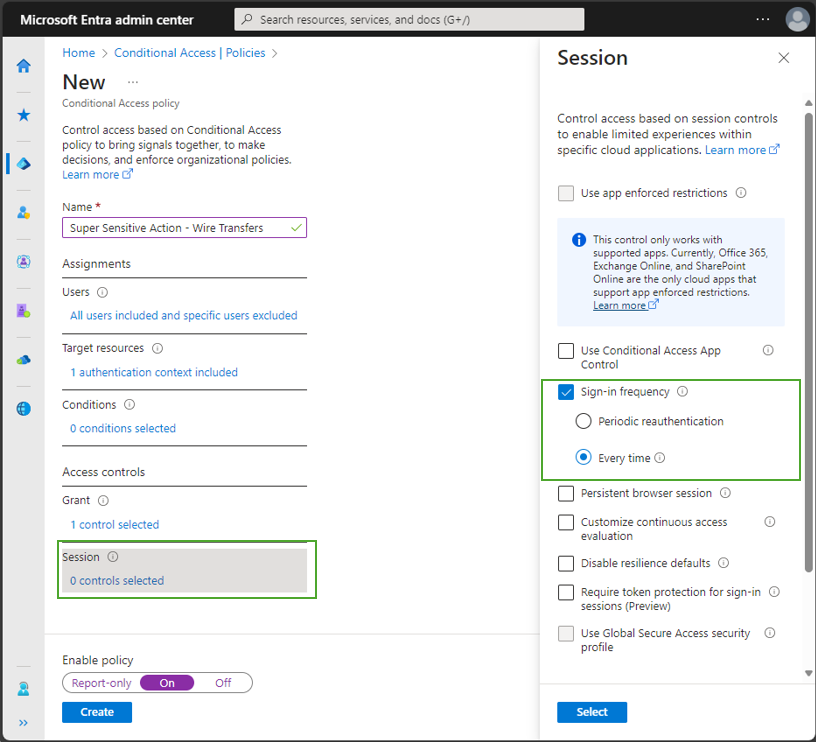 Microsoft Entra admin center
Search resources, services, and docs (G+/)
Home > Conditional Access | Policies >
New ...
Conditional Access policy
Control access based on Conditional Access
policy to bring signals together, to make
decisions, and enforce organizational policies.
Learn more
Name *
Super Sensitive Action - Wire Transfers
Assignments
Users
All users included and specific users excluded
Target resources
1 authentication context included
Conditions
0 conditions selected
Access controls
Grant
1 control selected
Session
0 controls selected
Enable policy
Report-only On Off
Create
Session
Control access based on session controls
to enable limited experiences within
specific cloud applications. Learn more
Use app enforced restrictions
This control only works with
supported apps. Currently, Office 365,
Exchange Online, and SharePoint
Online are the only cloud apps that
support app enforced restrictions.
Learn more
Use Conditional Access App
Control
Sign-in frequency
Periodic reauthentication
Every time
Persistent browser session
Customize continuous access
evaluation
Disable resilience defaults
Require token protection for sign-in
sessions (Preview)
Use Global Secure Access security
profile
Select